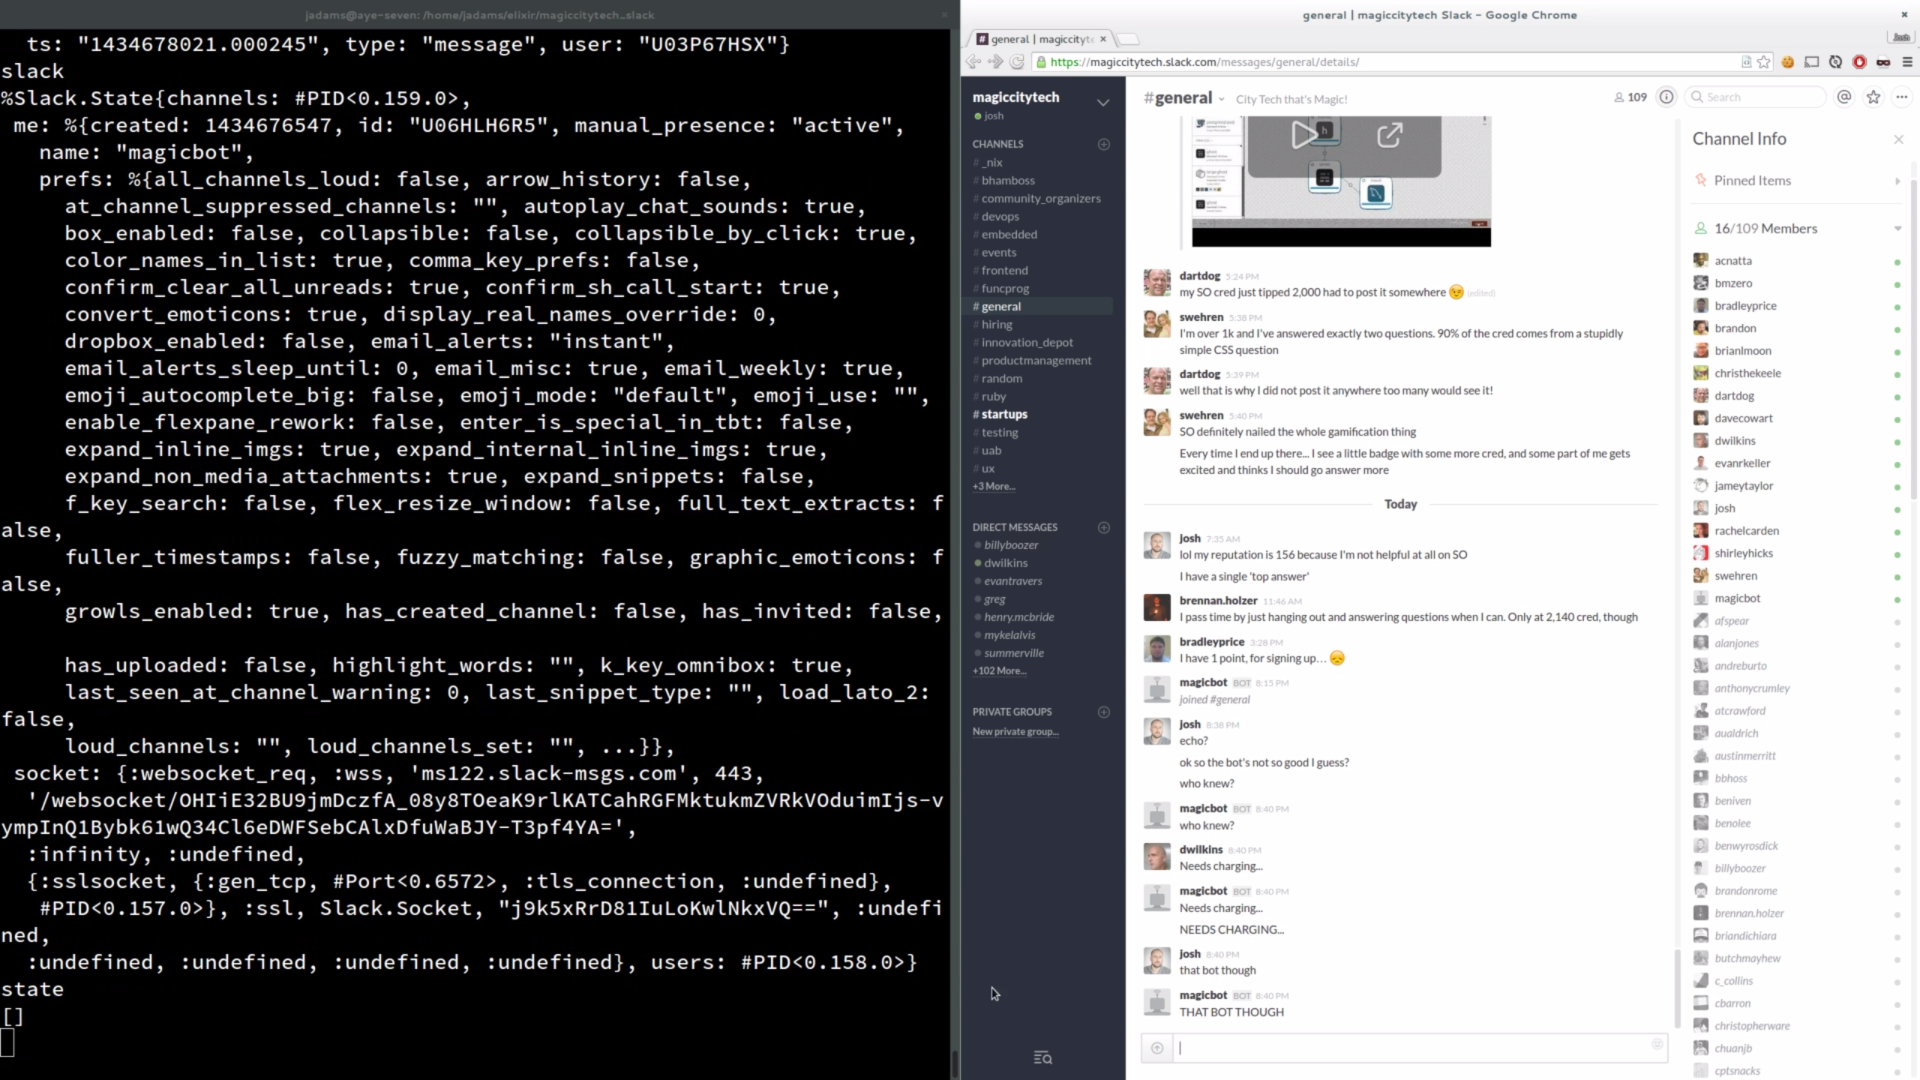 jadams@aye-seven: /home/jadams/elixir/magiccitytech_slack
ts: "1434678021.000245", type: "message", user: "U03P67HSX"}
slack
%Slack.State{channels: #PID<0.159.0>,
me: %{created: 1434676547, id: "U06HLH6R5", manual_presence: "active",
name: "magicbot",
prefs: %{all_channels_loud: false, arrow_history: false,
at_channel_suppressed_channels: "", autoplay_chat_sounds: true,
box_enabled: false, collapsible: false, collapsible_by_click: true,
color_names_in_list: true, comma_key_prefs: false,
confirm_clear_all_unreads: true, confirm_sh_call_start: true,
convert_emoticons: true, display_real_names_override: 0,
dropbox_enabled: false, email_alerts: "instant",
email_alerts_sleep_until: 0, email_misc: true, email_weekly: true,
emoji_autocomplete_big: false, emoji_mode: "default", emoji_use: "",
enable_flexpane_rework: false, enter_is_special_in_tbt: false,
expand_inline_imgs: true, expand_internal_inline_imgs: true,
expand_non_media_attachments: true, expand_snippets: false,
f_key_search: false, flex_resize_window: false, full_text_extracts: f
alse,
fuller_timestamps: false, fuzzy_matching: false, graphic_emoticons: f
alse,
growls_enabled: true, has_created_channel: false, has_invited: false,
has_uploaded: false, highlight_words: "", k_key_omnibox: true,
last_seen_at_channel_warning: 0, last_snippet_type: "", load_lato_2:
false,
loud_channels: "", loud_channels_set: "", ...}},
socket: {:websocket_req, :wss, 'ms122.slack-msgs.com', 443,
'/websocket/OHIiE32BU9jmDczfA_08y8TOeaK9rlKATCahRGFMktukmZVRkVOduimIjs-v
ympInQ1Bybk61wQ34Cl6eDWFSebCAlxDfuWaBJY-T3pf4YA=',
:infinity, :undefined,
{:sslsocket, {:gen_tcp, #Port<0.6572>, :tls_connection, :undefined},
#PID<0.157.0>}, :ssl, Slack.Socket, "j9k5xRrD81IuLoKwlNkxVQ==", :undefi
ned,
:undefined, :undefined, :undefined, :undefined}, users: #PID<0.158.0>}
state
[]
general | magiccitytech Slack - Google Chrome
general | magiccityt
Josh
https://magiccitytech.slack.com/messages/general/details/
magiccitytech
josh
CHANNELS
# _nix
# bhamboss
# community_organizers
# devops
# embedded
# events
# frontend
# funcprog
# general
# hiring
# innovation_depot
# productmanagement
# random
# ruby
# startups
# testing
# uab
# ux
+3 More...
DIRECT MESSAGES
billyboozer
dwilkins
evantravers
greg
henry.mcbride
mykelalvis
summerville
+102 More...
PRIVATE GROUPS
New private group...
#general
City Tech that's Magic!
109
Search
dartdog 5:24 PM
my SO cred just tipped 2,000 had to post it somewhere 😉 (edited)
swehren 5:38 PM
I'm over 1k and I've answered exactly two questions. 90% of the cred comes from a stupidly
simple CSS question
dartdog 5:39 PM
well that is why I did not post it anywhere too many would see it!
swehren 5:40 PM
SO definitely nailed the whole gamification thing
Every time I end up there... I see a little badge with some more cred, and some part of me gets
excited and thinks I should go answer more
Today
josh 7:35 AM
lol my reputation is 156 because I'm not helpful at all on SO
I have a single 'top answer'
brennan.holzer 11:46 AM
I pass time by just hanging out and answering questions when I can. Only at 2,140 cred, though
bradleyprice 3:28 PM
I have 1 point, for signing up… 😞
magicbot BOT 8:15 PM
joined #general
josh 8:38 PM
echo?
ok so the bot's not so good I guess?
who knew?
magicbot BOT 8:40 PM
who knew?
dwilkins 8:40 PM
Needs charging...
magicbot BOT 8:40 PM
Needs charging...
NEEDS CHARGING...
josh 8:40 PM
that bot though
magicbot BOT 8:40 PM
THAT BOT THOUGH
Channel Info
Pinned Items
16/109 Members
acnatta
bmzero
bradleyprice
brandon
brianlmoon
christhekeele
dartdog
davecowart
dwilkins
evanrkeller
jameytaylor
josh
rachelcarden
shirleyhicks
swehren
magicbot
afspear
alanjones
andreburto
anthonycrumley
atcrawford
aualdrich
austinmerritt
bbhoss
beniven
benolee
benwyrosdick
billyboozer
brandonrome
brennan.holzer
briandichiara
butchmayhew
c_collins
cbarron
christopherware
chuanjb
cptsnacks